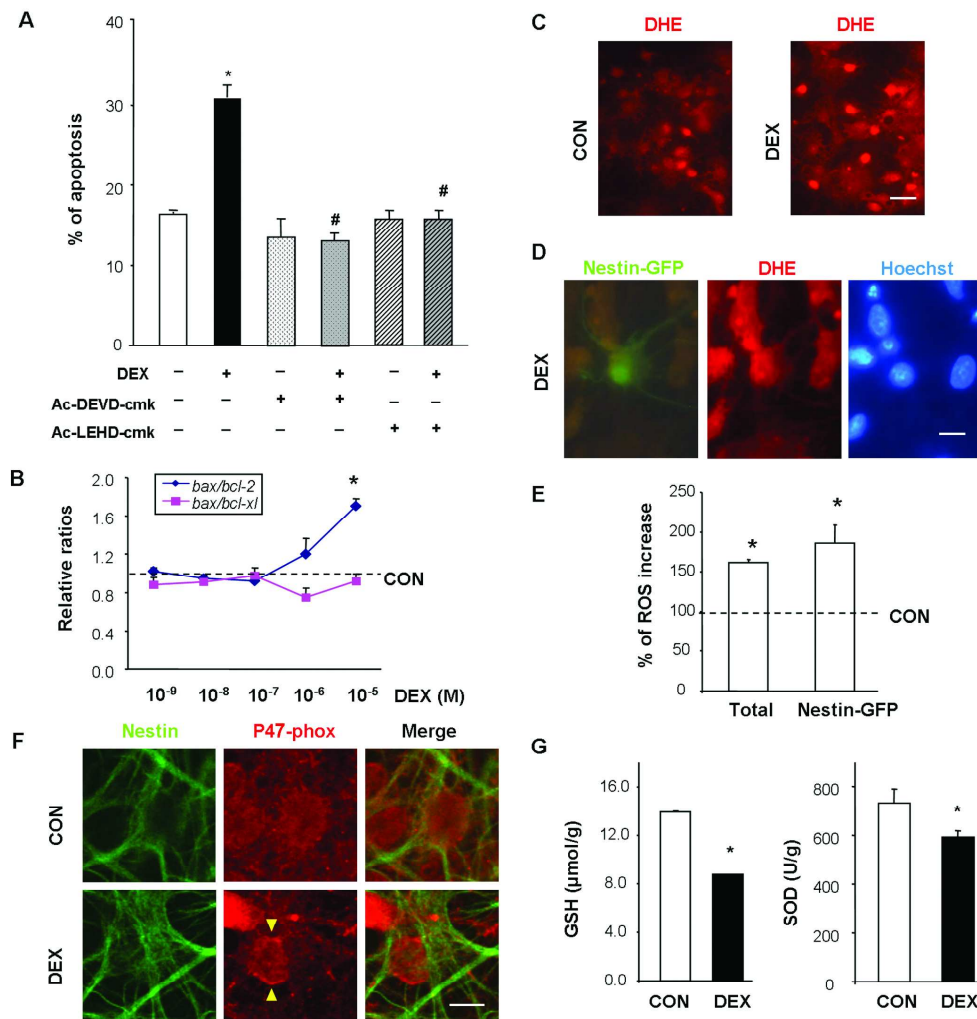 A
40
30
20
10
0
% of apoptosis
*
#
#
DEX – + – + – +
Ac-DEVD-cmk – – + + – –
Ac-LEHD-cmk – – – – + +
B
2.0
1.6
1.2
0.8
0.4
0.0
Relative ratios
bax/bcl-2
bax/bcl-xl
*
CON
10⁻⁹ 10⁻⁸ 10⁻⁷ 10⁻⁶ 10⁻⁵ DEX (M)
C
DHE DHE
CON
DEX
D
Nestin-GFP DHE Hoechst
DEX
E
250
200
150
100
50
0
% of ROS increase
*
*
CON
Total Nestin-GFP
F
Nestin P47-phox Merge
CON
DEX
G
16.0
12.0
8.0
4.0
0.0
GSH (µmol/g)
*
CON DEX
800
600
400
200
0
SOD (U/g)
*
CON DEX